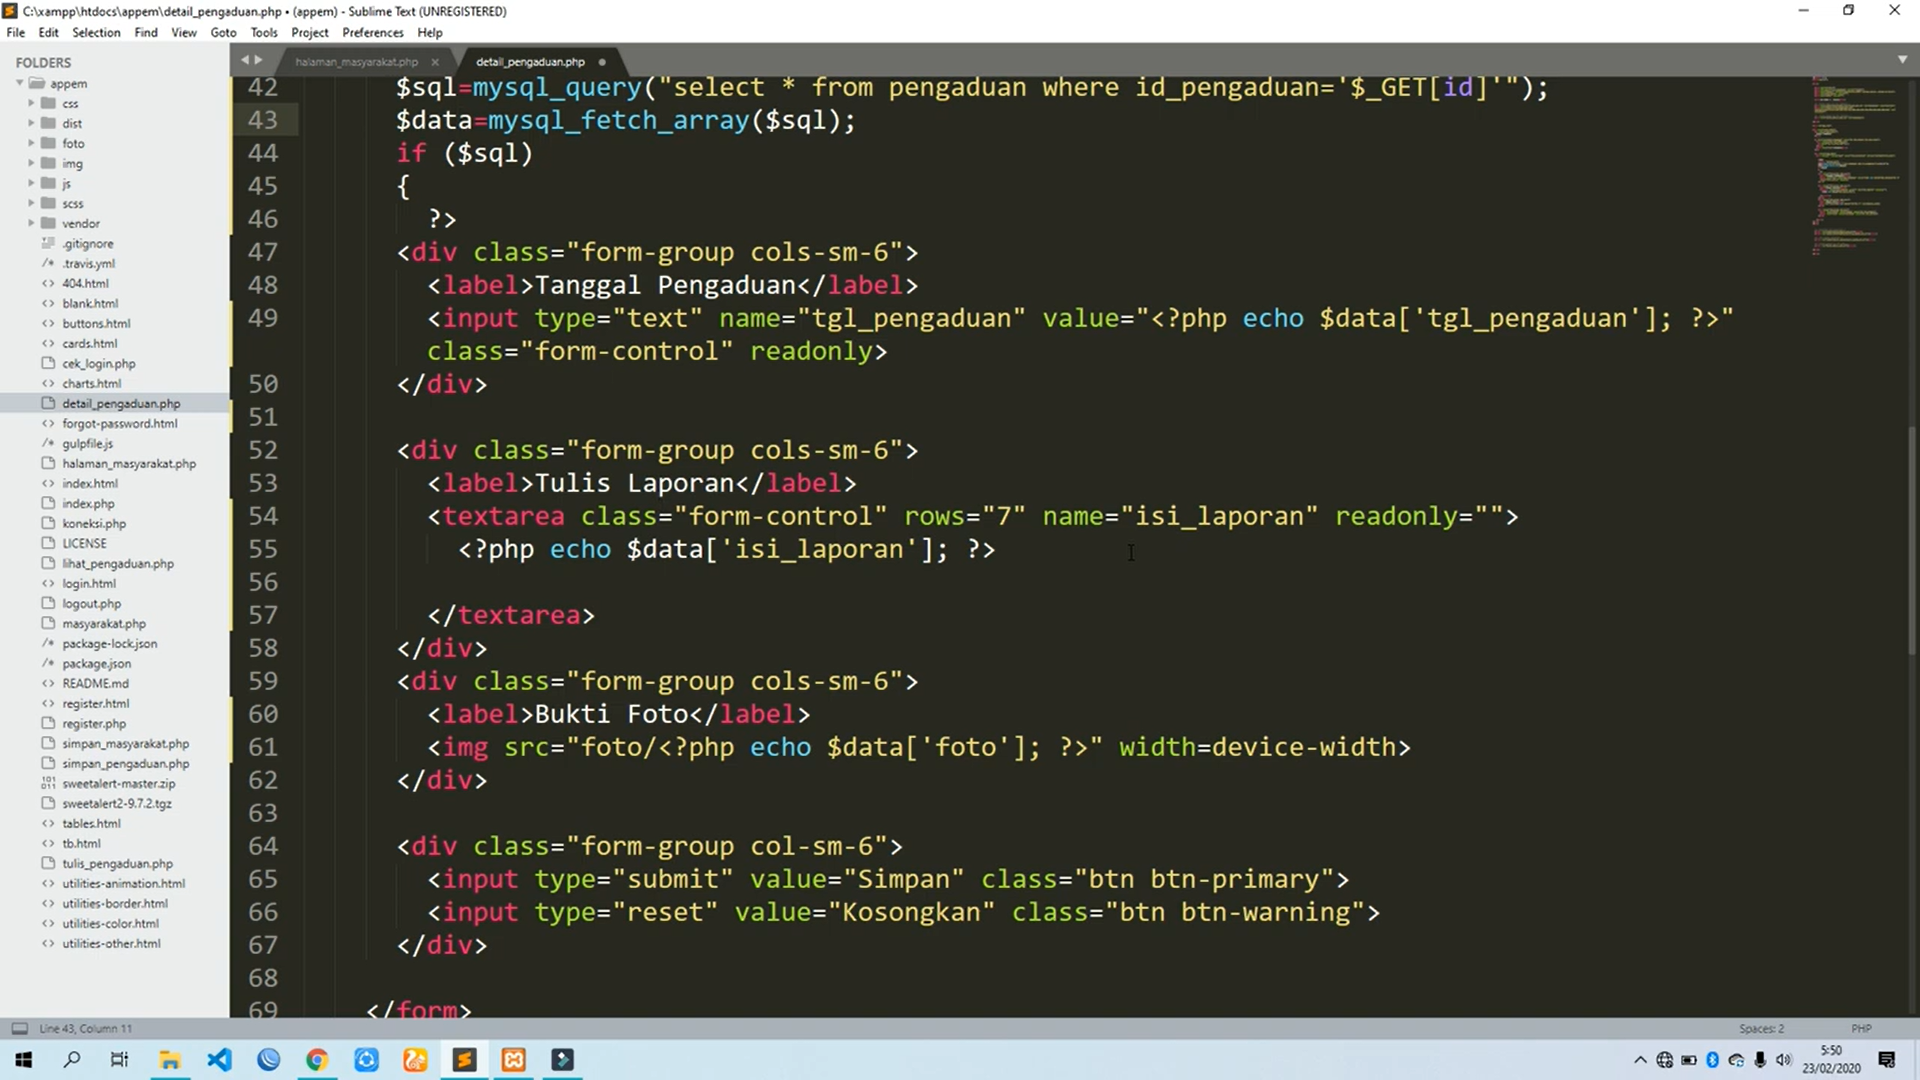 C:\xampp\htdocs\appem\detail_pengaduan.php • (appem) - Sublime Text (UNREGISTERED)
File Edit Selection Find View Goto Tools Project Preferences Help
FOLDERS
appem
css
dist
foto
img
js
scss
vendor
.gitignore
.travis.yml
404.html
blank.html
buttons.html
cards.html
cek_login.php
charts.html
detail_pengaduan.php
forgot-password.html
gulpfile.js
halaman_masyarakat.php
index.html
index.php
koneksi.php
LICENSE
lihat_pengaduan.php
login.html
logout.php
masyarakat.php
package-lock.json
package.json
README.md
register.html
register.php
simpan_masyarakat.php
simpan_pengaduan.php
sweetalert-master.zip
sweetalert2-9.7.2.tgz
tables.html
tb.html
tulis_pengaduan.php
utilities-animation.html
utilities-border.html
utilities-color.html
utilities-other.html
halaman_masyarakat.php × detail_pengaduan.php
42 $sql=mysql_query("select * from pengaduan where id_pengaduan='$_GET[id]'");
43 $data=mysql_fetch_array($sql);
44 if ($sql)
45 {
46 ?>
47 <div class="form-group cols-sm-6">
48 <label>Tanggal Pengaduan</label>
49 <input type="text" name="tgl_pengaduan" value="<?php echo $data['tgl_pengaduan']; ?>"
class="form-control" readonly>
50 </div>
51
52 <div class="form-group cols-sm-6">
53 <label>Tulis Laporan</label>
54 <textarea class="form-control" rows="7" name="isi_laporan" readonly="">
55 <?php echo $data['isi_laporan']; ?>
56
57 </textarea>
58 </div>
59 <div class="form-group cols-sm-6">
60 <label>Bukti Foto</label>
61 <img src="foto/<?php echo $data['foto']; ?>" width=device-width>
62 </div>
63
64 <div class="form-group col-sm-6">
65 <input type="submit" value="Simpan" class="btn btn-primary">
66 <input type="reset" value="Kosongkan" class="btn btn-warning">
67 </div>
68
69 </form>
Line 43, Column 11
Spaces: 2
PHP
5:50
23/02/2020